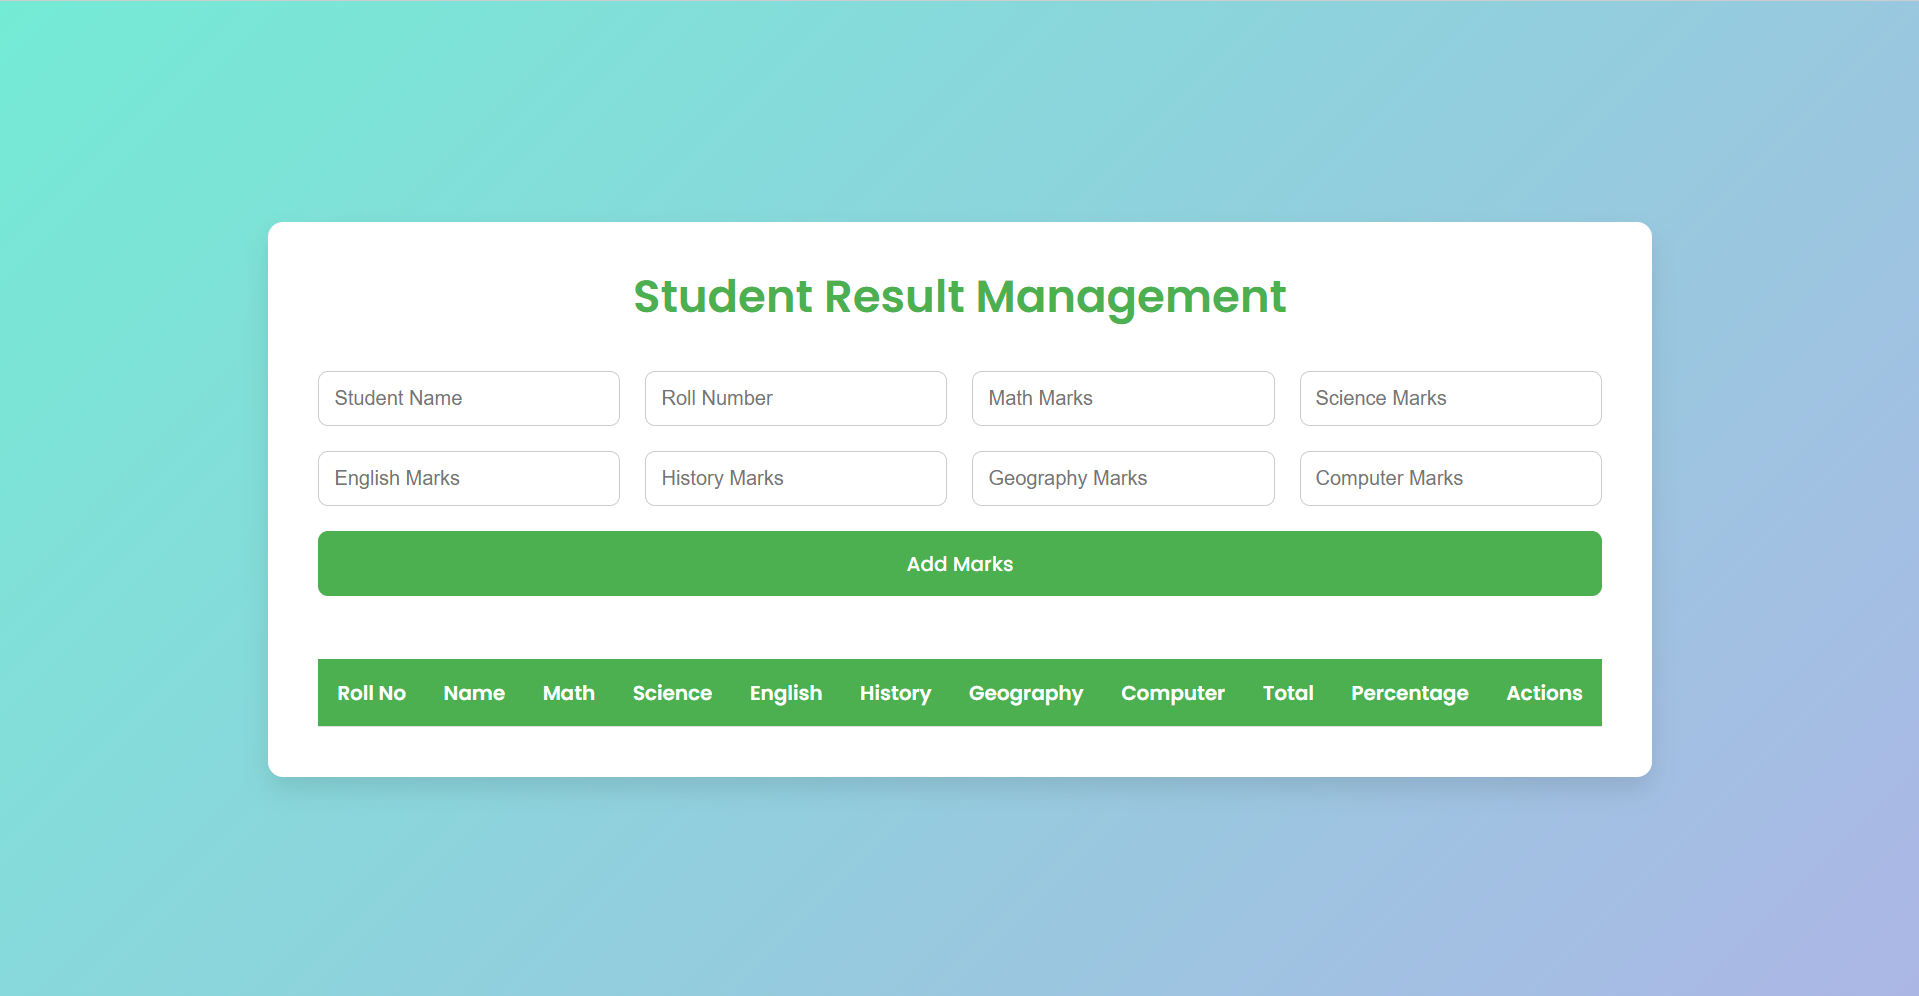 Student Result Management
Student Name Roll Number Math Marks Science Marks
English Marks History Marks Geography Marks Computer Marks
Add Marks
Roll No Name Math Science English History Geography Computer Total Percentage Actions